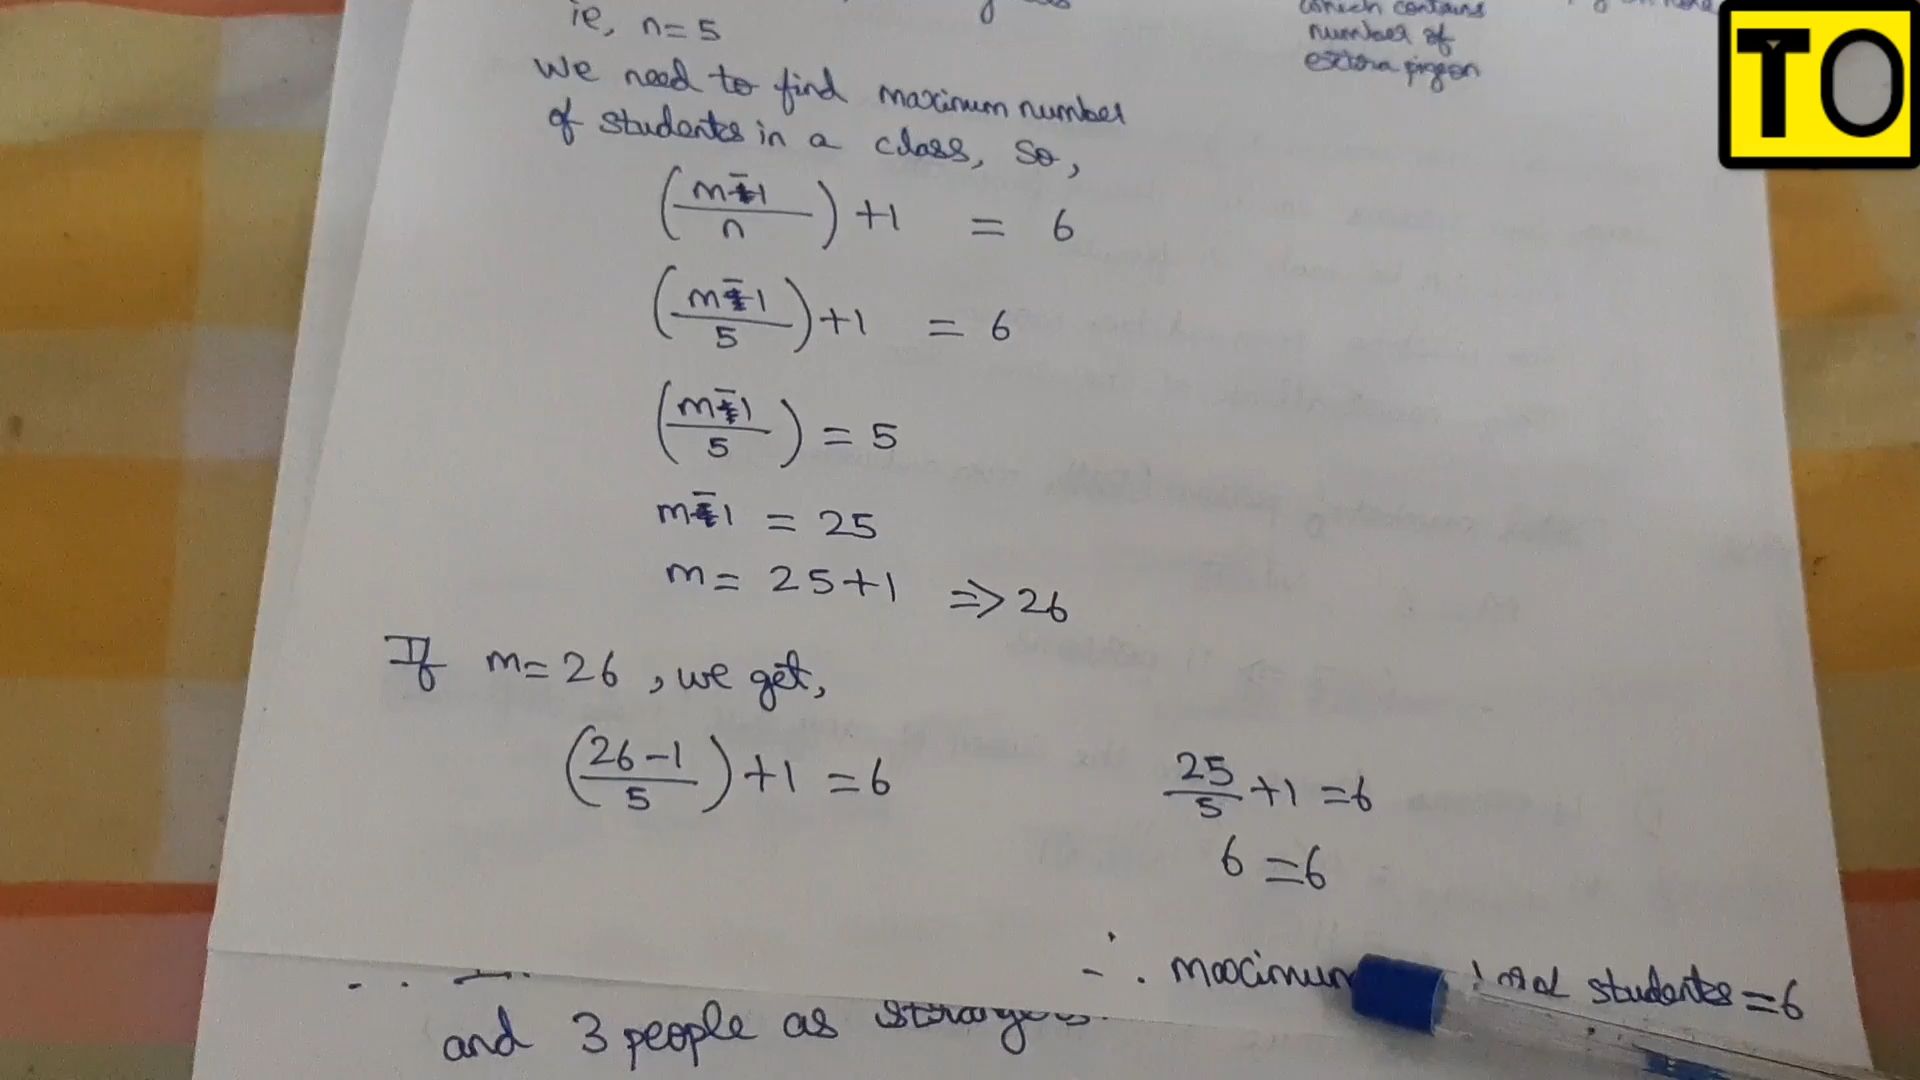 ie, n=5
which contains
number of
extra pigeon
We need to find maximum number
of students in a class, so,
(m-1/n)+1 = 6
(m-1/5)+1 = 6
(m-1/5) = 5
m-1 = 25
m= 25+1 => 26
If m=26, we get,
(26-1/5)+1 =6
25/5 +1 =6
6 =6
∴ maximum students =6
and 3 people as strangers.
TO